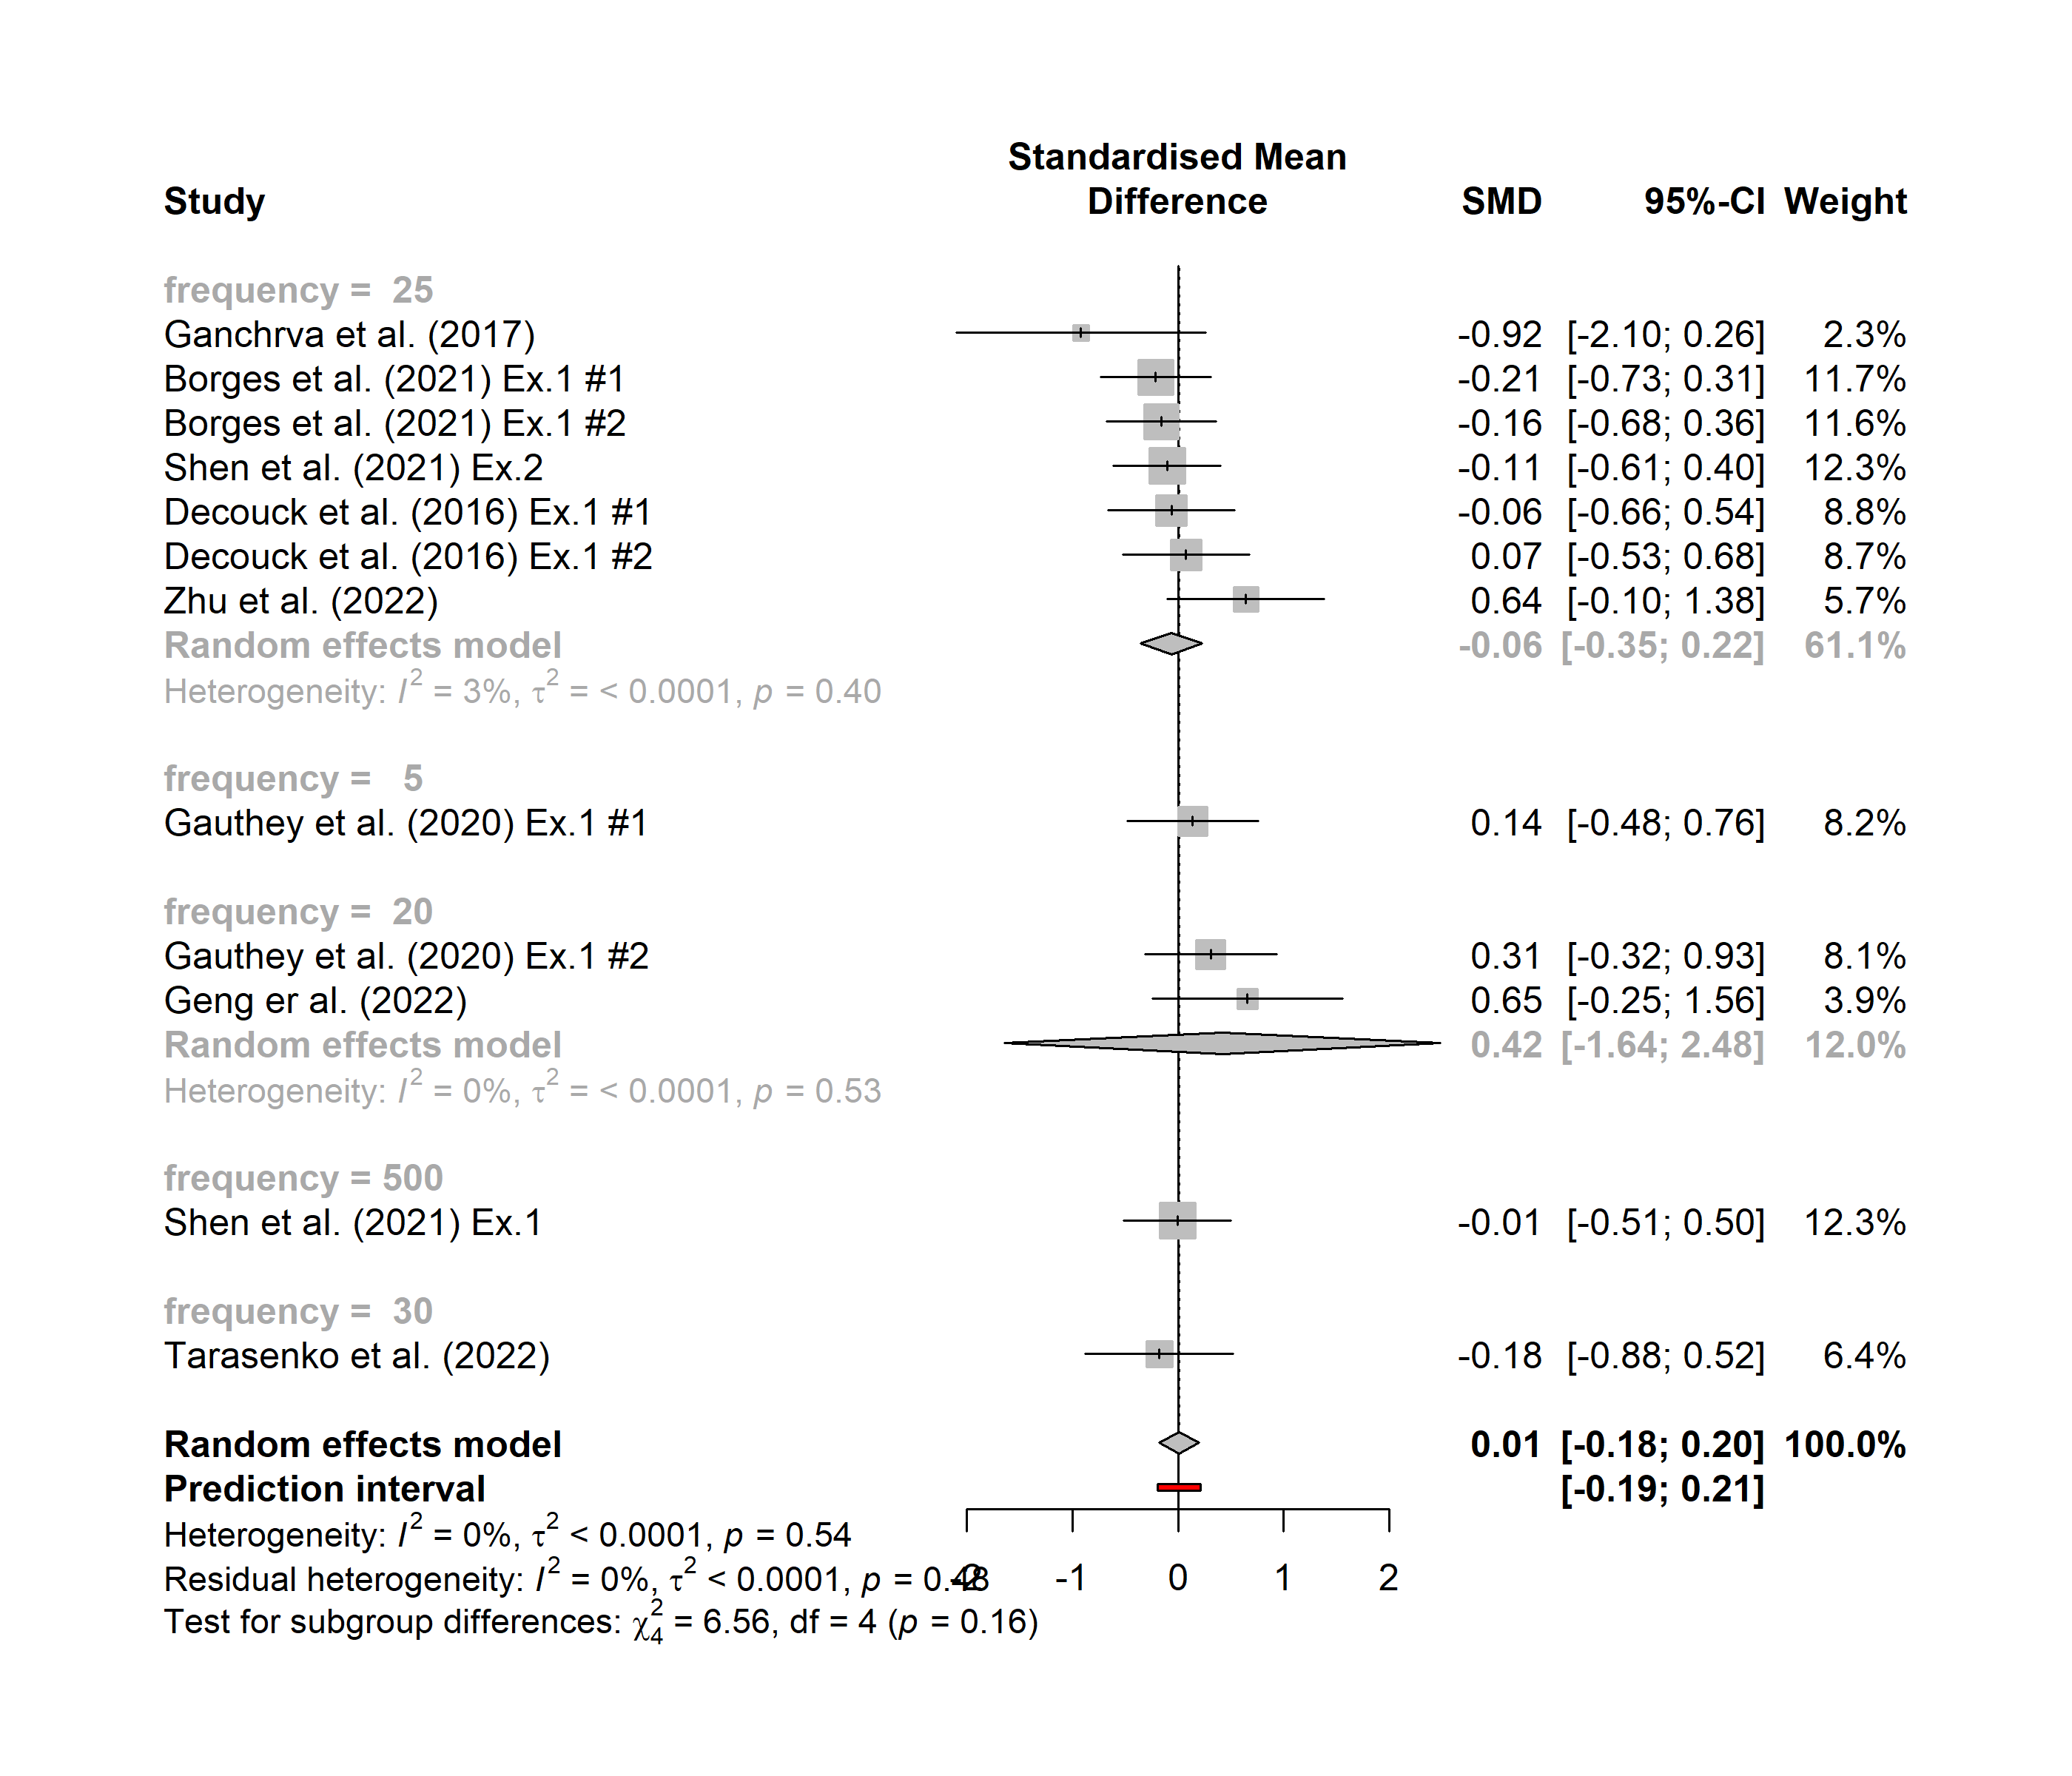 Standardised Mean
Study Difference SMD 95%-CI Weight
frequency = 25
Ganchrva et al. (2017) -0.92 [-2.10; 0.26] 2.3%
Borges et al. (2021) Ex.1 #1 -0.21 [-0.73; 0.31] 11.7%
Borges et al. (2021) Ex.1 #2 -0.16 [-0.68; 0.36] 11.6%
Shen et al. (2021) Ex.2 -0.11 [-0.61; 0.40] 12.3%
Decouck et al. (2016) Ex.1 #1 -0.06 [-0.66; 0.54] 8.8%
Decouck et al. (2016) Ex.1 #2 0.07 [-0.53; 0.68] 8.7%
Zhu et al. (2022) 0.64 [-0.10; 1.38] 5.7%
Random effects model -0.06 [-0.35; 0.22] 61.1%
Heterogeneity: I² = 3%, τ² = < 0.0001, p = 0.40
frequency = 5
Gauthey et al. (2020) Ex.1 #1 0.14 [-0.48; 0.76] 8.2%
frequency = 20
Gauthey et al. (2020) Ex.1 #2 0.31 [-0.32; 0.93] 8.1%
Geng er al. (2022) 0.65 [-0.25; 1.56] 3.9%
Random effects model 0.42 [-1.64; 2.48] 12.0%
Heterogeneity: I² = 0%, τ² = < 0.0001, p = 0.53
frequency = 500
Shen et al. (2021) Ex.1 -0.01 [-0.51; 0.50] 12.3%
frequency = 30
Tarasenko et al. (2022) -0.18 [-0.88; 0.52] 6.4%
Random effects model 0.01 [-0.18; 0.20] 100.0%
Prediction interval [-0.19; 0.21]
Heterogeneity: I² = 0%, τ² < 0.0001, p = 0.54
Residual heterogeneity: I² = 0%, τ² < 0.0001, p = 0.48 -2 -1 0 1 2
Test for subgroup differences: χ²₄ = 6.56, df = 4 (p = 0.16)